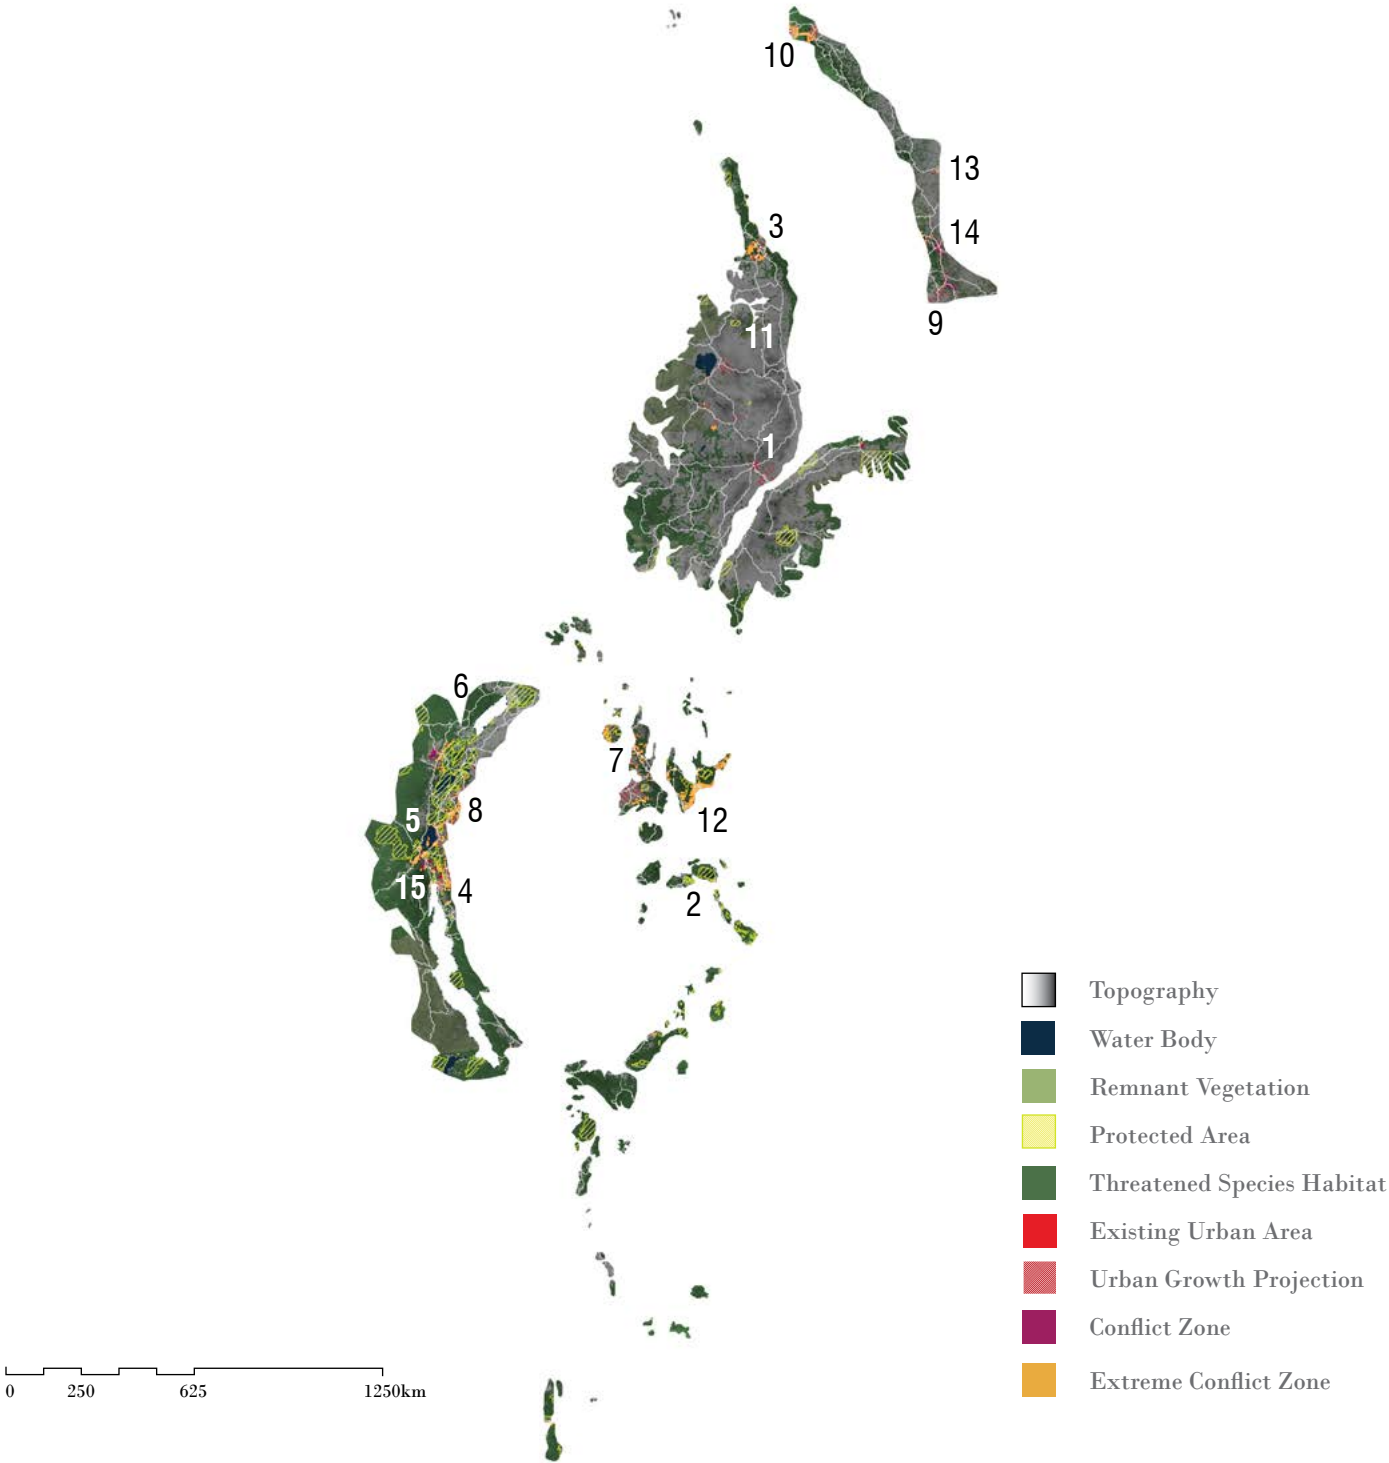 10
13
3
14
9
11
1
6
7
8
5
12
15
4
2
Topography
Water Body
Remnant Vegetation
Protected Area
Threatened Species Habitat
Existing Urban Area
Urban Growth Projection
Conflict Zone
Extreme Conflict Zone
0 250 625 1250km